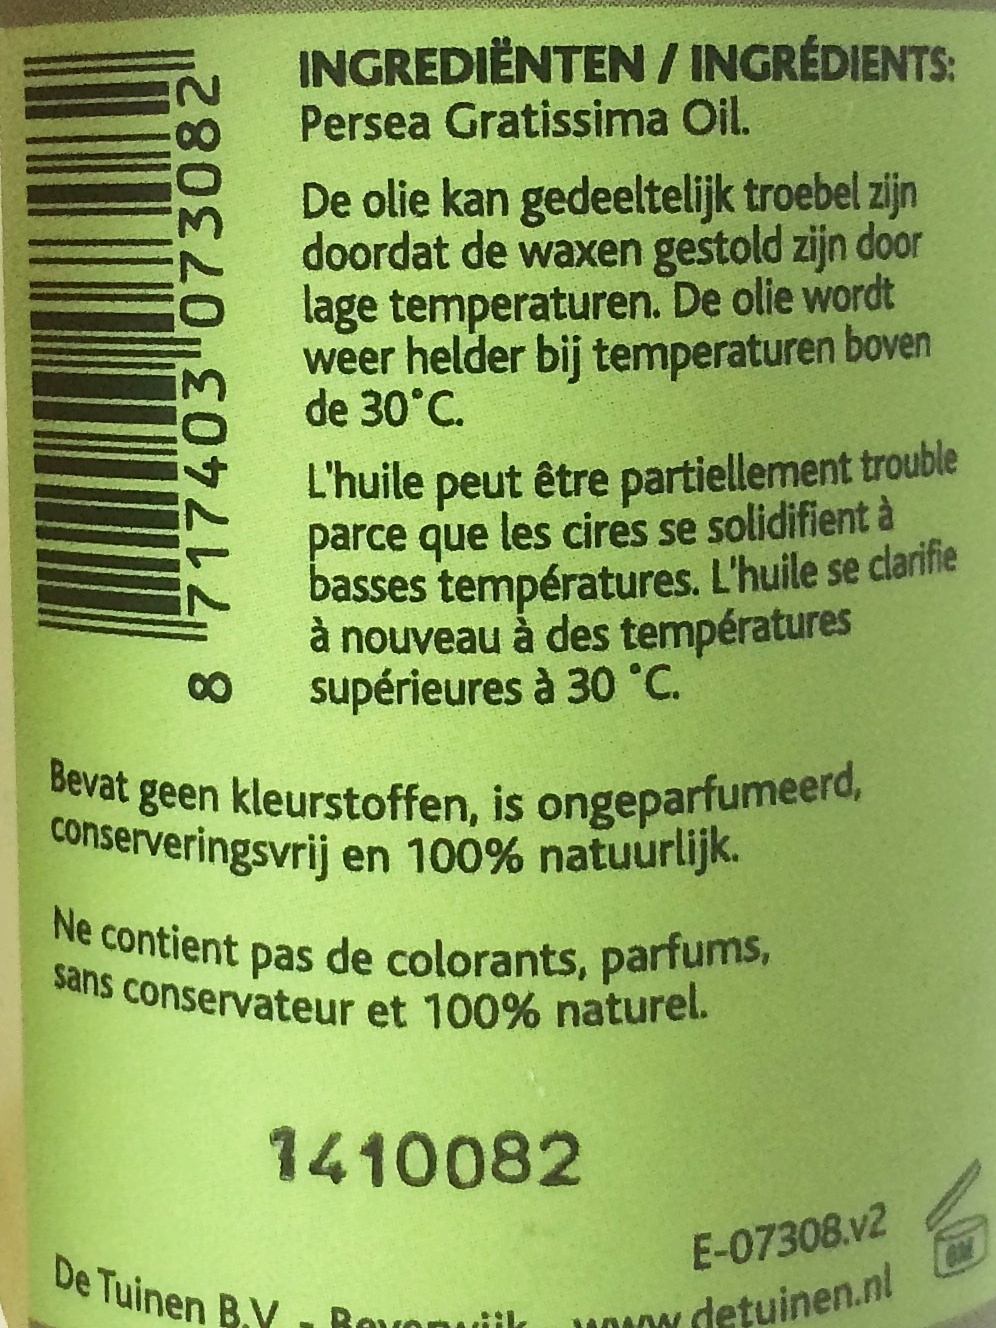 INGREDIËNTEN / INGRÉDIENTS:
Persea Gratissima Oil.
De olie kan gedeeltelijk troebel zijn
doordat de waxen gestold zijn door
lage temperaturen. De olie wordt
weer helder bij temperaturen boven
de 30°C.
L'huile peut être partiellement trouble
parce que les cires se solidifient à
basses températures. L'huile se clarifie
à nouveau à des températures
supérieures à 30 °C.
8 717403 073082
Bevat geen kleurstoffen, is ongeparfumeerd,
conserveringsvrij en 100% natuurlijk.
Ne contient pas de colorants, parfums,
sans conservateur et 100% naturel.
1410082
E-07308.v2
6M
De Tuinen B.V. - Beverwijk www.detuinen.nl